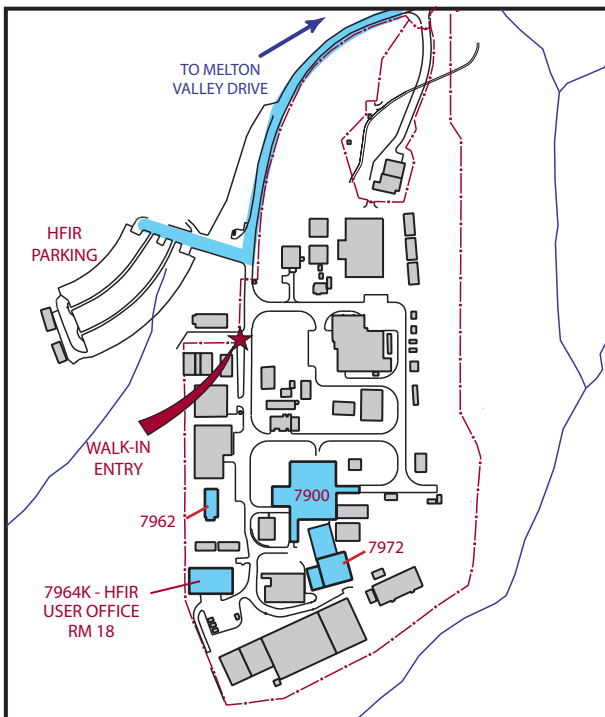 TO MELTON
VALLEY DRIVE
HFIR
PARKING
WALK-IN
ENTRY
7900
7962
7972
7964K - HFIR
USER OFFICE
RM 18